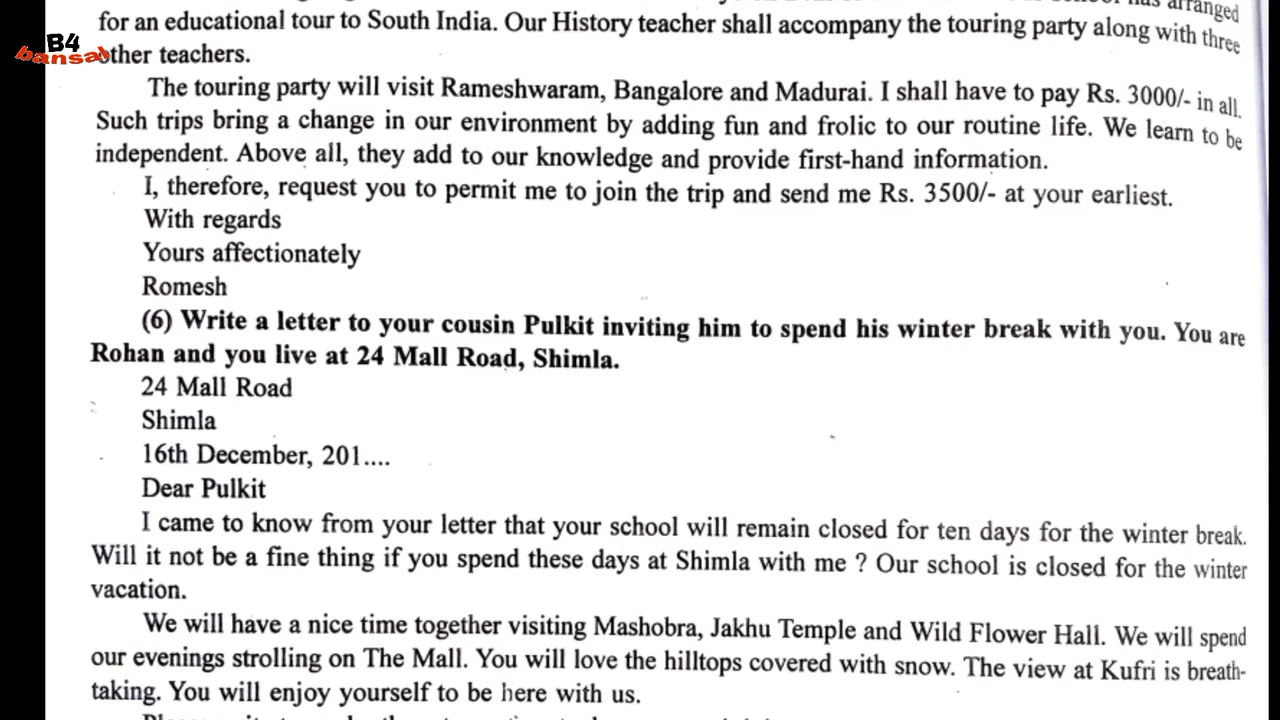 arranged
for an educational tour to South India. Our History teacher shall accompany the touring party along with three
other teachers.
The touring party will visit Rameshwaram, Bangalore and Madurai. I shall have to pay Rs. 3000/- in all.
Such trips bring a change in our environment by adding fun and frolic to our routine life. We learn to be
independent. Above all, they add to our knowledge and provide first-hand information.
I, therefore, request you to permit me to join the trip and send me Rs. 3500/- at your earliest.
With regards
Yours affectionately
Romesh
(6) Write a letter to your cousin Pulkit inviting him to spend his winter break with you. You are
Rohan and you live at 24 Mall Road, Shimla.
24 Mall Road
Shimla
16th December, 201....
Dear Pulkit
I came to know from your letter that your school will remain closed for ten days for the winter break.
Will it not be a fine thing if you spend these days at Shimla with me ? Our school is closed for the winter
vacation.
We will have a nice time together visiting Mashobra, Jakhu Temple and Wild Flower Hall. We will spend
our evenings strolling on The Mall. You will love the hilltops covered with snow. The view at Kufri is breath-
taking. You will enjoy yourself to be here with us.
B4
bansal